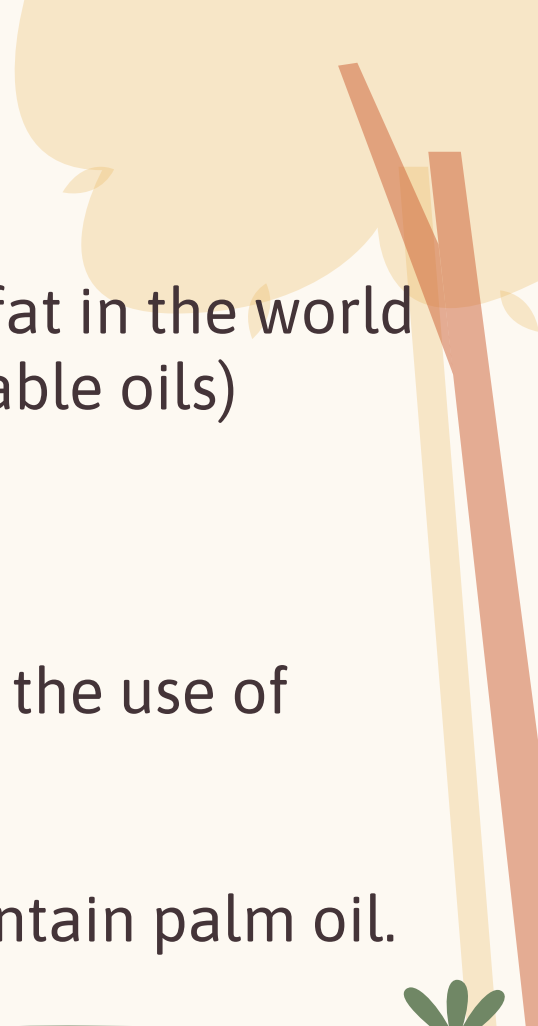 fat in the world
able oils)
the use of
ntain palm oil.